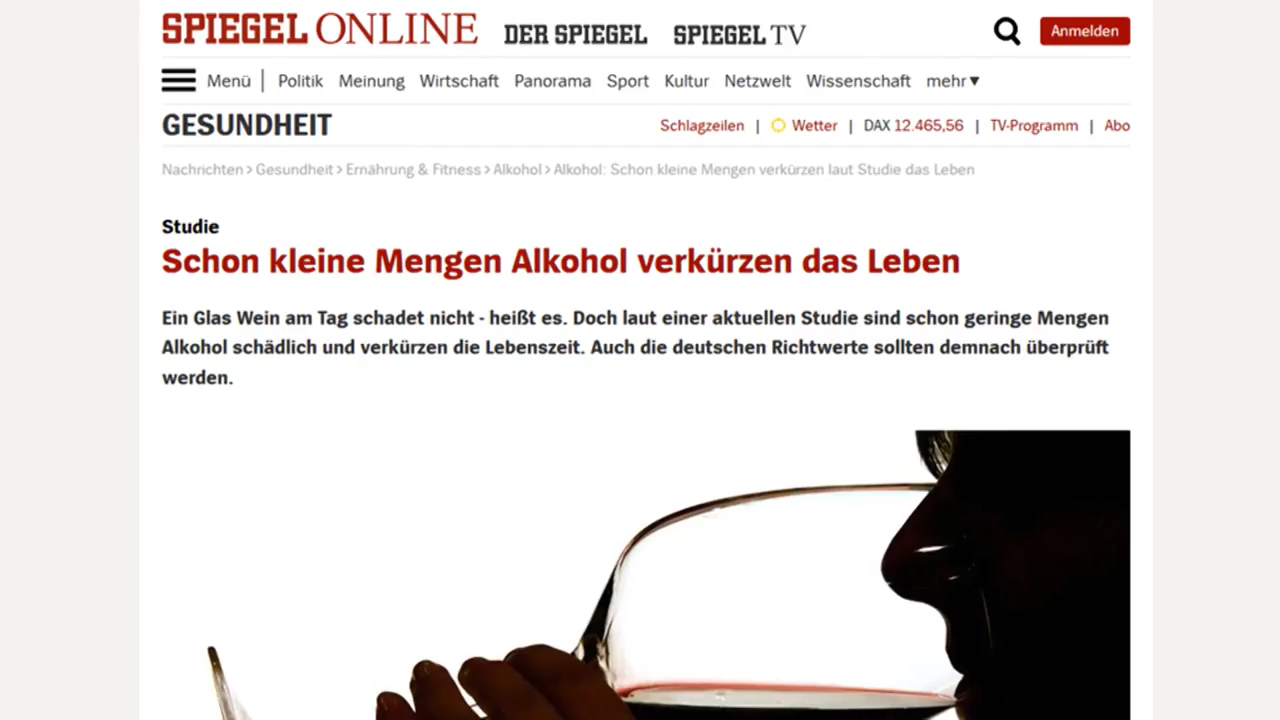 SPIEGEL ONLINE DER SPIEGEL SPIEGEL TV Anmelden
Menü Politik Meinung Wirtschaft Panorama Sport Kultur Netzwelt Wissenschaft mehr
GESUNDHEIT Schlagzeilen | Wetter | DAX 12.465,56 | TV-Programm | Abo
Nachrichten > Gesundheit > Ernährung & Fitness > Alkohol > Alkohol: Schon kleine Mengen verkürzen laut Studie das Leben
Studie
Schon kleine Mengen Alkohol verkürzen das Leben
Ein Glas Wein am Tag schadet nicht - heißt es. Doch laut einer aktuellen Studie sind schon geringe Mengen
Alkohol schädlich und verkürzen die Lebenszeit. Auch die deutschen Richtwerte sollten demnach überprüft
werden.